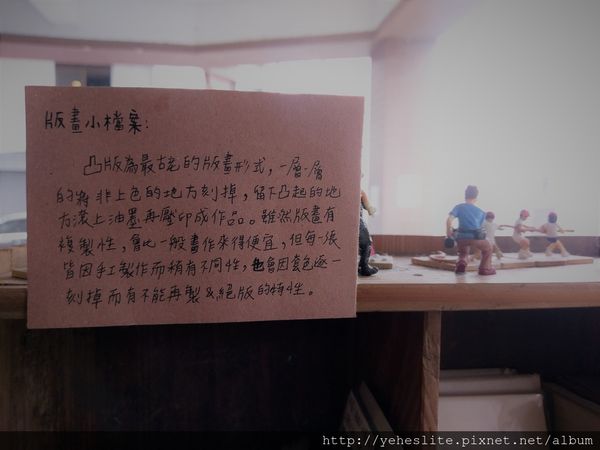 版畫小檔案：
凸版為最古老的版畫形式，一層一層
的將非上色的地方刻掉，留下凸起的地
方滾上油墨再壓印成作品。雖然版畫有
複製性，會比一般畫作來得便宜，但每一張
皆因手工製作而稍有不同性，也會因套色逐一
刻掉而有不能再製&絕版的特性。
http://yeheslite.pixnet.net/album